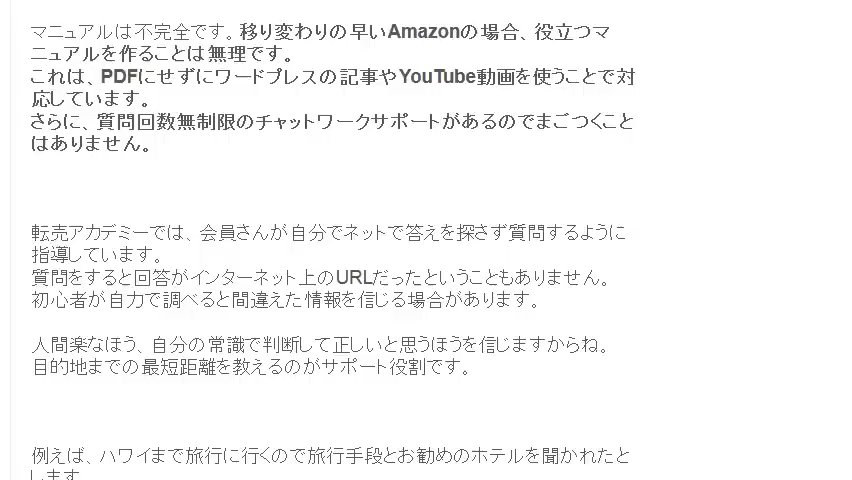 マニュアルは不完全です。移り変わりの早いAmazonの場合、役立つマ
ニュアルを作ることは無理です。
これは、PDFにせずにワードプレスの記事やYouTube動画を使うことで対
応しています。
さらに、質問回数無制限のチャットワークサポートがあるのでまごつくこと
はありません。
転売アカデミーでは、会員さんが自分でネットで答えを探さず質問するように
指導しています。
質問をすると回答がインターネット上のURLだったということもありません。
初心者が自力で調べると間違えた情報を信じる場合があります。
人間楽なほう、自分の常識で判断して正しいと思うほうを信じますからね。
目的地までの最短距離を教えるのがサポート役割です。
例えば、ハワイまで旅行に行くので旅行手段とお勧めのホテルを聞かれたと
します